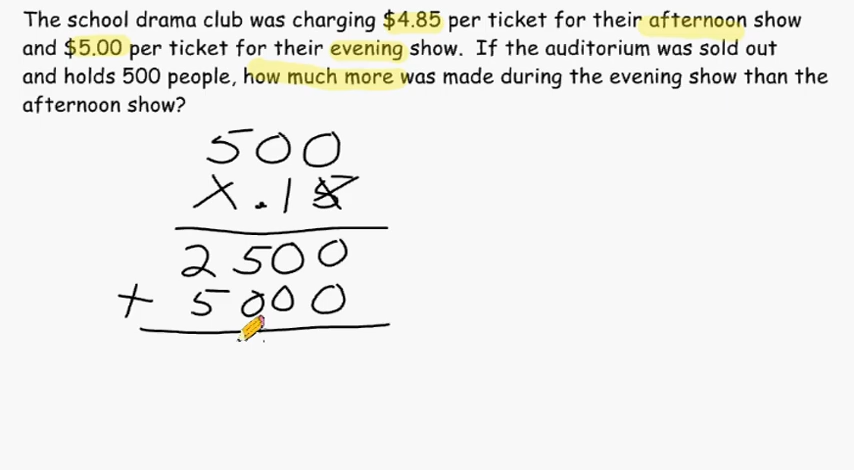 The school drama club was charging $4.85 per ticket for their afternoon show
and $5.00 per ticket for their evening show. If the auditorium was sold out
and holds 500 people, how much more was made during the evening show than the
afternoon show?
500
X .15
2500
+ 5000